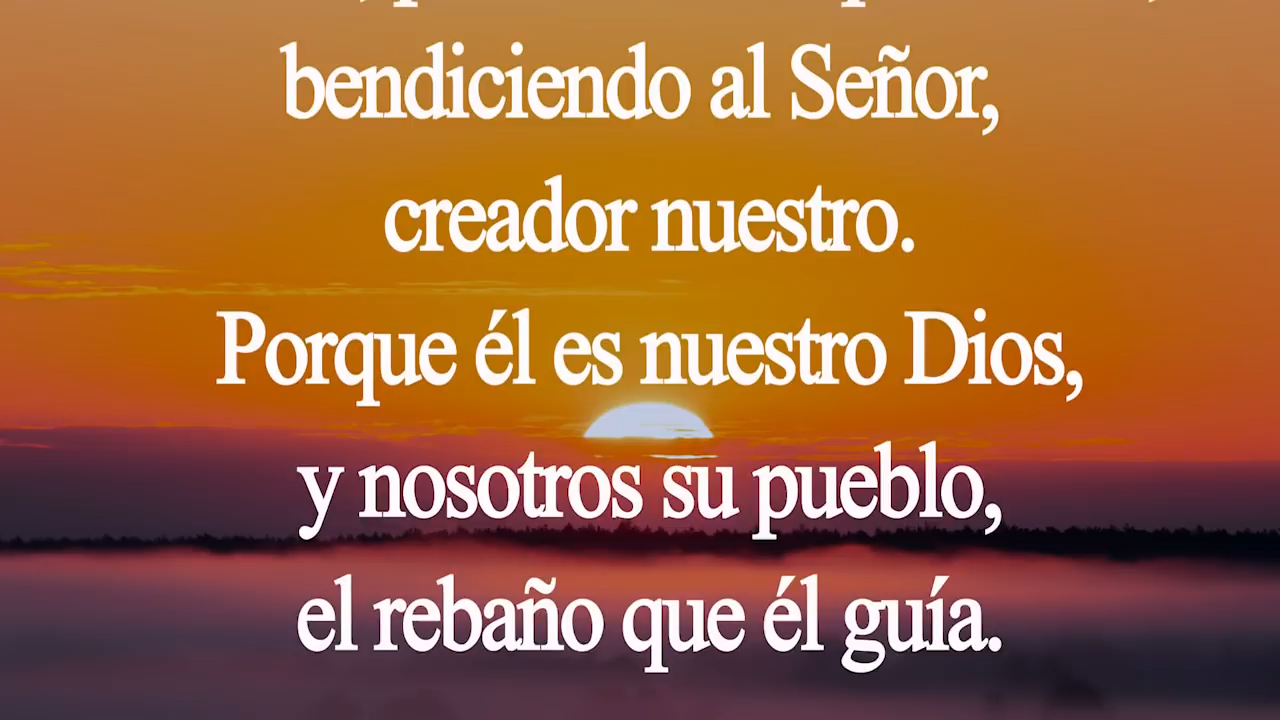 bendiciendo al Señor,
creador nuestro.
Porque él es nuestro Dios,
y nosotros su pueblo,
el rebaño que él guía.